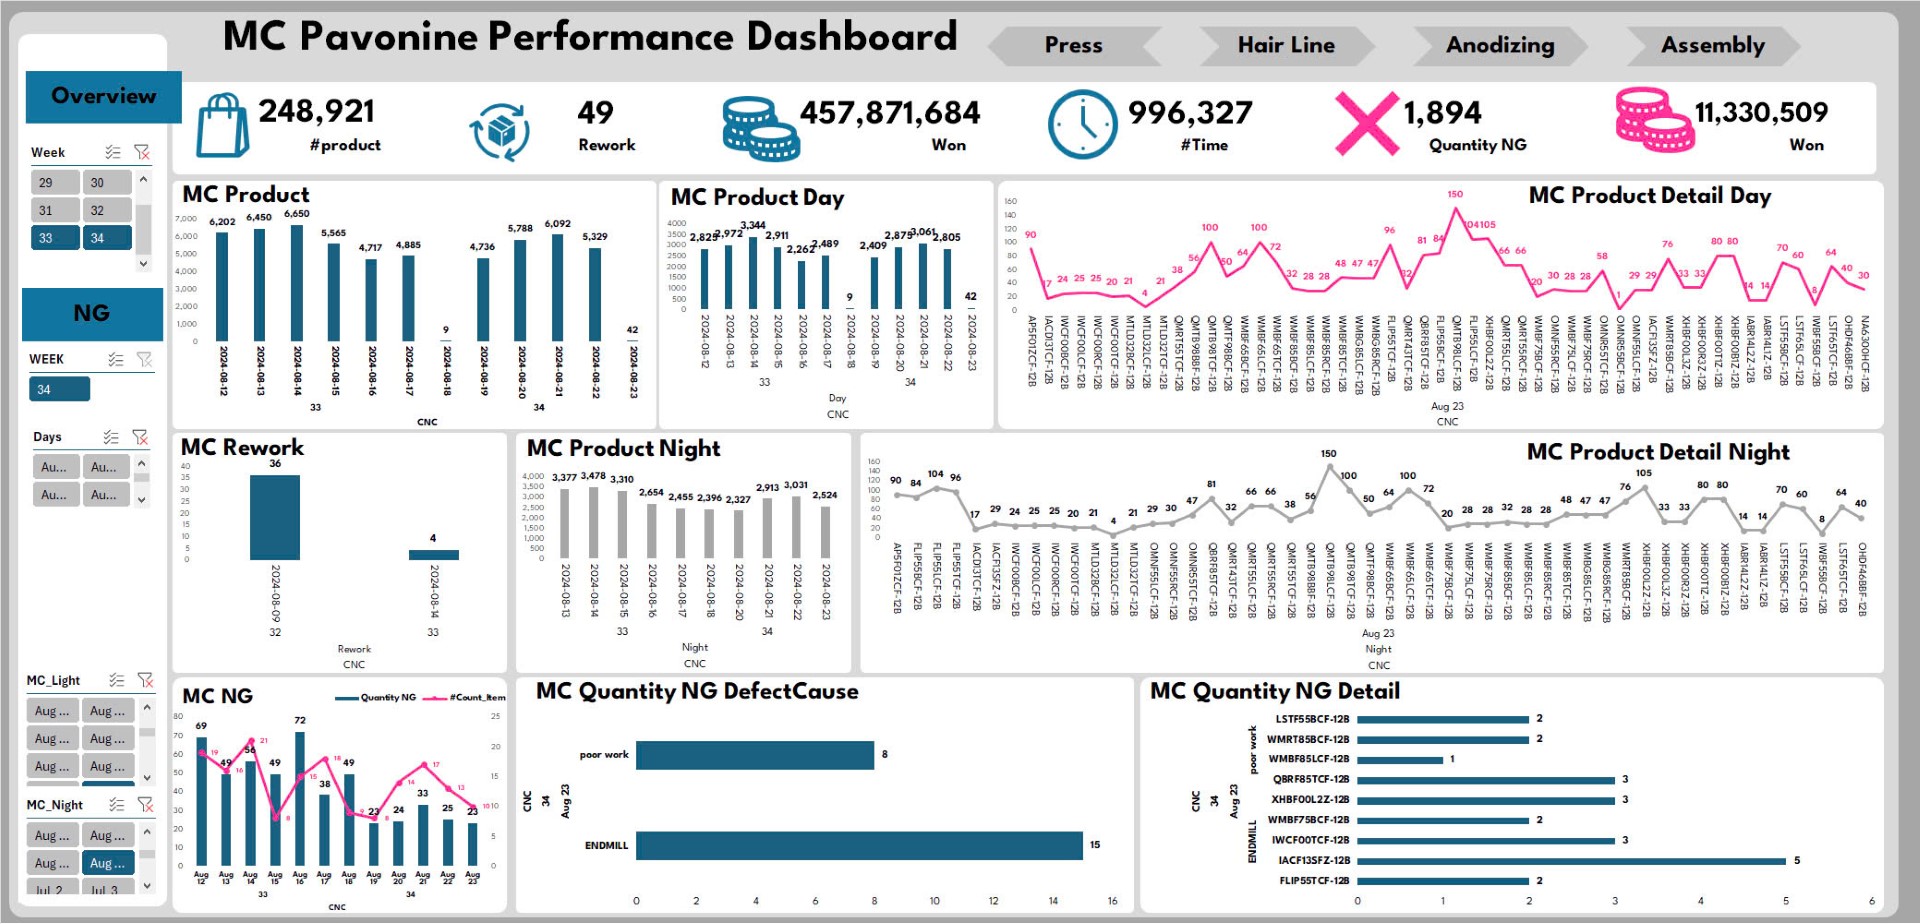 MC Pavonine Performance Dashboard
Press
Hair Line
Anodizing
Assembly
Overview
248,921
#product
49
Rework
457,871,684
Won
996,327
#Time
1,894
Quantity NG
11,330,509
Won
Week
29 30
31 32
33 34
NG
WEEK
34
Days
Au... Au...
Au... Au...
MC_Light
Aug ... Aug ...
Aug ... Aug ...
Aug ... Aug ...
MC_Night
Aug ... Aug ...
Aug ... Aug ...
Jul 2 Jul 3
MC Product
7,000
6,000
5,000
4,000
3,000
2,000
1,000
0
6,202 6,450 6,650 5,565 4,717 4,885 9 4,736 5,788 6,092 5,329 42
2024-08-12 2024-08-13 2024-08-14 2024-08-15 2024-08-16 2024-08-17 2024-08-18 2024-08-19 2024-08-20 2024-08-21 2024-08-22 2024-08-23
33 34
CNC
MC Product Day
4000
3500
3000
2500
2000
1500
1000
500
0
2,825 2,972 3,344 2,911 2,262 2,489 9 2,409 2,875 3,061 2,805 42
2024-08-12 2024-08-13 2024-08-14 2024-08-15 2024-08-16 2024-08-17 2024-08-18 2024-08-19 2024-08-20 2024-08-21 2024-08-22 2024-08-23
33 34
Day
CNC
MC Product Detail Day
160
140
120
100
80
60
40
20
0
90 17 24 25 25 20 21 4 21 38 56 100 50 64 100 72 32 28 28 48 47 47 96 32 81 84 150 104 105 66 66 20 30 28 28 58 1 29 29 76 33 33 80 80 14 14 70 60 8 64 40 30
AP5F01ZCF-12B IACD13TCF-12B IWCF00BCF-12B IWCF00LCF-12B IWCF00RCF-12B IWCF00TCF-12B MTLD32BCF-12B MTLD32LCF-12B MTLD32TCF-12B QMRT55TCF-12B QMTB98BBF-12B QMTB98TCF-12B QMTF98BCF-12B WMBF65BCF-12B WMBF65LCF-12B WMBF65TCF-12B WMBF85BCF-12B WMBF85LCF-12B WMBF85RCF-12B WMBF85TCF-12B WMBG85LCF-12B WMBG85RCF-12B FLIP55TCF-12B QMRT43TCF-12B QBRF85TCF-12B FLIP55BCF-12B QMTB98LCF-12B FLIP55LCF-12B XHBF00L2Z-12B QMRT55LCF-12B QMRT55RCF-12B WMBF75BCF-12B OMNF55RCF-12B WMBF75LCF-12B WMBF75RCF-12B OMNR65TCF-12B OMNR65BCF-12B OMNF55LCF-12B IACF13SFZ-12B WMRT85BCF-12B XHBF00L3Z-12B XHBF00R3Z-12B XHBF00T1Z-12B XHBF00B1Z-12B IABR14L2Z-12B IABR14L1Z-12B LSTF55BCF-12B LSTF65LCF-12B IWBF55BCF-12B LSTF65TCF-12B OHDF46BBF-12B NA6300HCF-12B
Aug 23
CNC
MC Rework
40
35
30
25
20
15
10
5
0
36 4
2024-08-09 2024-08-14
32 33
Rework
CNC
MC Product Night
4,000
3,500
3,000
2,500
2,000
1,500
1,000
500
0
3,377 3,478 3,310 2,654 2,455 2,396 2,327 2,913 3,031 2,524
2024-08-13 2024-08-14 2024-08-15 2024-08-16 2024-08-17 2024-08-18 2024-08-20 2024-08-21 2024-08-22 2024-08-23
33 34
Night
CNC
MC Product Detail Night
160
140
120
100
80
60
40
20
0
90 84 104 96 17 29 24 25 25 20 21 4 21 29 30 47 81 32 66 66 38 56 150 100 50 64 100 72 20 28 28 32 28 28 48 47 47 76 105 33 33 80 80 14 14 70 60 8 64 40
AP5F01ZCF-12B FLIP55BCF-12B FLIP55LCF-12B FLIP55TCF-12B IACD13TCF-12B IACF13SFZ-12B IWCF00BCF-12B IWCF00LCF-12B IWCF00RCF-12B IWCF00TCF-12B MTLD32BCF-12B MTLD32LCF-12B MTLD32TCF-12B OMNF55LCF-12B OMNF55RCF-12B OMNR65TCF-12B QBRF85TCF-12B QMRT43TCF-12B QMRT55LCF-12B QMRT55RCF-12B QMRT55TCF-12B QMTB98BBF-12B QMTB98LCF-12B QMTB98TCF-12B QMTF98BCF-12B WMBF65BCF-12B WMBF65LCF-12B WMBF65TCF-12B WMBF75BCF-12B WMBF75LCF-12B WMBF75RCF-12B WMBF85BCF-12B WMBF85LCF-12B WMBF85RCF-12B WMBF85TCF-12B WMBG85LCF-12B WMBG85RCF-12B WMRT85BCF-12B XHBF00L2Z-12B XHBF00L3Z-12B XHBF00R3Z-12B XHBF00T1Z-12B XHBF00B1Z-12B IABR14L2Z-12B IABR14L1Z-12B LSTF55BCF-12B LSTF65LCF-12B IWBF55BCF-12B LSTF65TCF-12B OHDF46BBF-12B
Aug 23
Night
CNC
MC NG
Quantity NG #Count_Item
80
70
60
50
40
30
20
10
0
69 49 56 49 72 38 49 23 24 33 25 23
19 16 21 8 15 18 9 8 14 17 13 10
25
20
15
10
5
0
Aug 12 Aug 13 Aug 14 Aug 15 Aug 16 Aug 17 Aug 18 Aug 19 Aug 20 Aug 21 Aug 22 Aug 23
33 34
CNC
MC Quantity NG DefectCause
poor work 8
ENDMILL 15
CNC
34
Aug 23
0 2 4 6 8 10 12 14 16
MC Quantity NG Detail
LSTF55BCF-12B 2
WMRT85BCF-12B 2
WMBF85LCF-12B 1
QBRF85TCF-12B 3
XHBF00L2Z-12B 3
WMBF75BCF-12B 2
IWCF00TCF-12B 3
IACF13SFZ-12B 5
FLIP55TCF-12B 2
poor work
ENDMILL
CNC
34
Aug 23
0 1 2 3 4 5 6